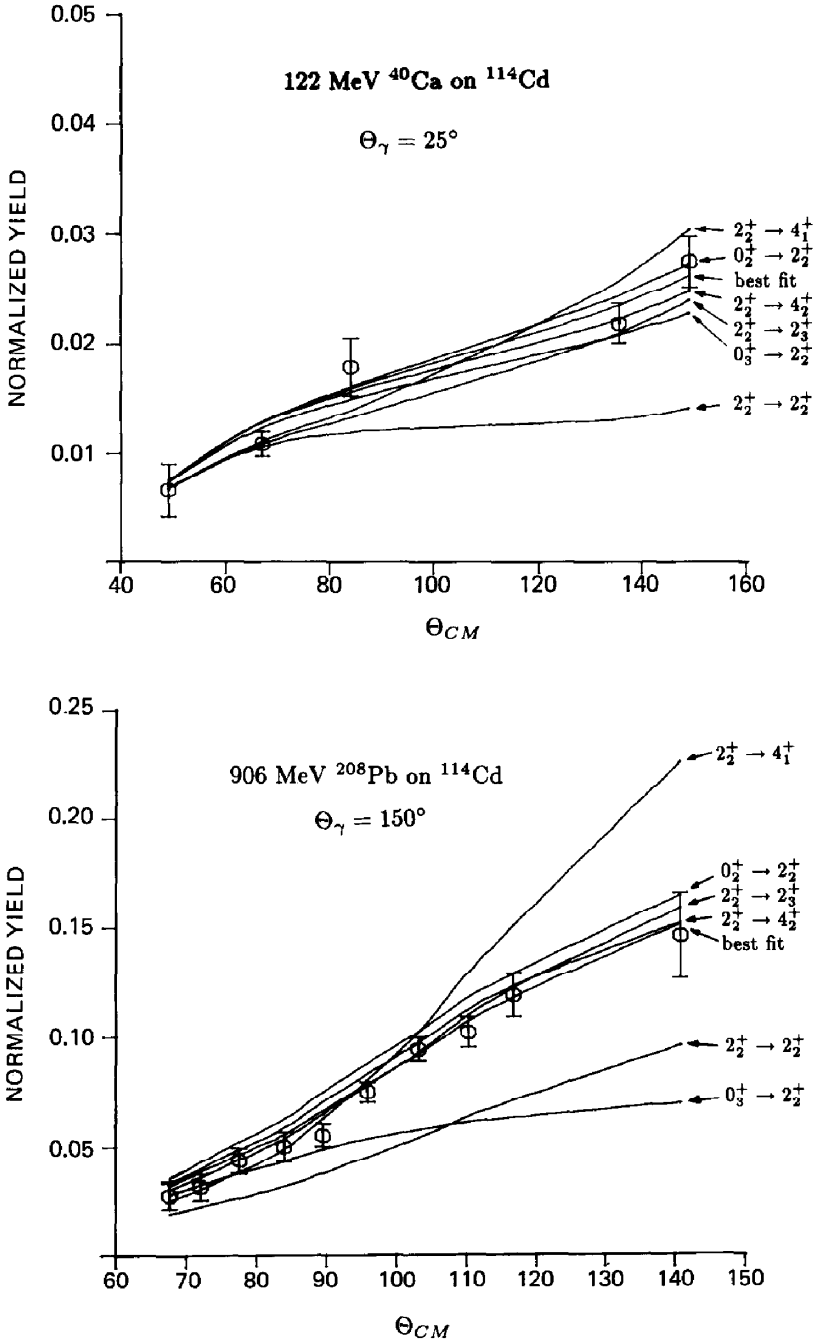 0.05
122 MeV ⁴⁰Ca on ¹¹⁴Cd
Θγ = 25°
0.04
0.03
0.02
0.01
NORMALIZED YIELD
2₂⁺ → 4₁⁺
0₂⁺ → 2₂⁺
best fit
2₂⁺ → 4₂⁺
2₂⁺ → 2₃⁺
0₃⁺ → 2₂⁺
2₂⁺ → 2₂⁺
40 60 80 100 120 140 160
Θ_CM
0.25
906 MeV ²⁰⁸Pb on ¹¹⁴Cd
Θγ = 150°
0.20
0.15
0.10
0.05
NORMALIZED YIELD
2₂⁺ → 4₁⁺
0₂⁺ → 2₂⁺
2₂⁺ → 2₃⁺
2₂⁺ → 4₂⁺
best fit
2₂⁺ → 2₂⁺
0₃⁺ → 2₂⁺
60 70 80 90 100 110 120 130 140 150
Θ_CM